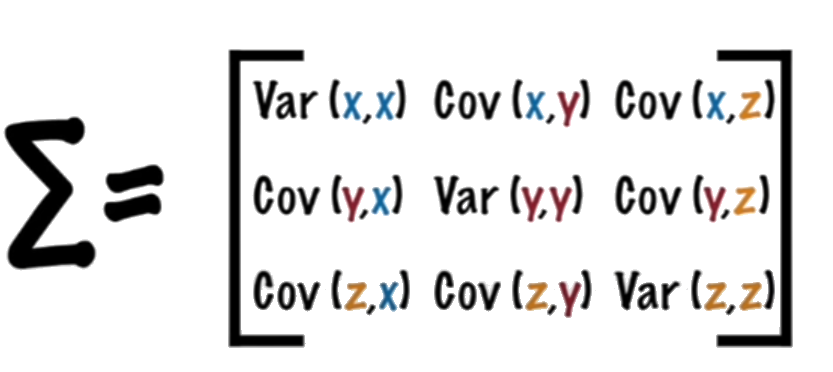 Var (x,x) Cov (x,y) Cov (x,z)
Σ= Cov (y,x) Var (y,y) Cov (y,z)
Cov (z,x) Cov (z,y) Var (z,z)